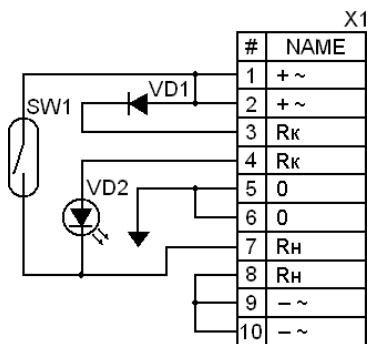 X1
# NAME
1 + ~
VD1
2 + ~
SW1
3 Rк
4 Rк
VD2
5 0
6 0
7 Rн
8 Rн
9 – ~
10 – ~